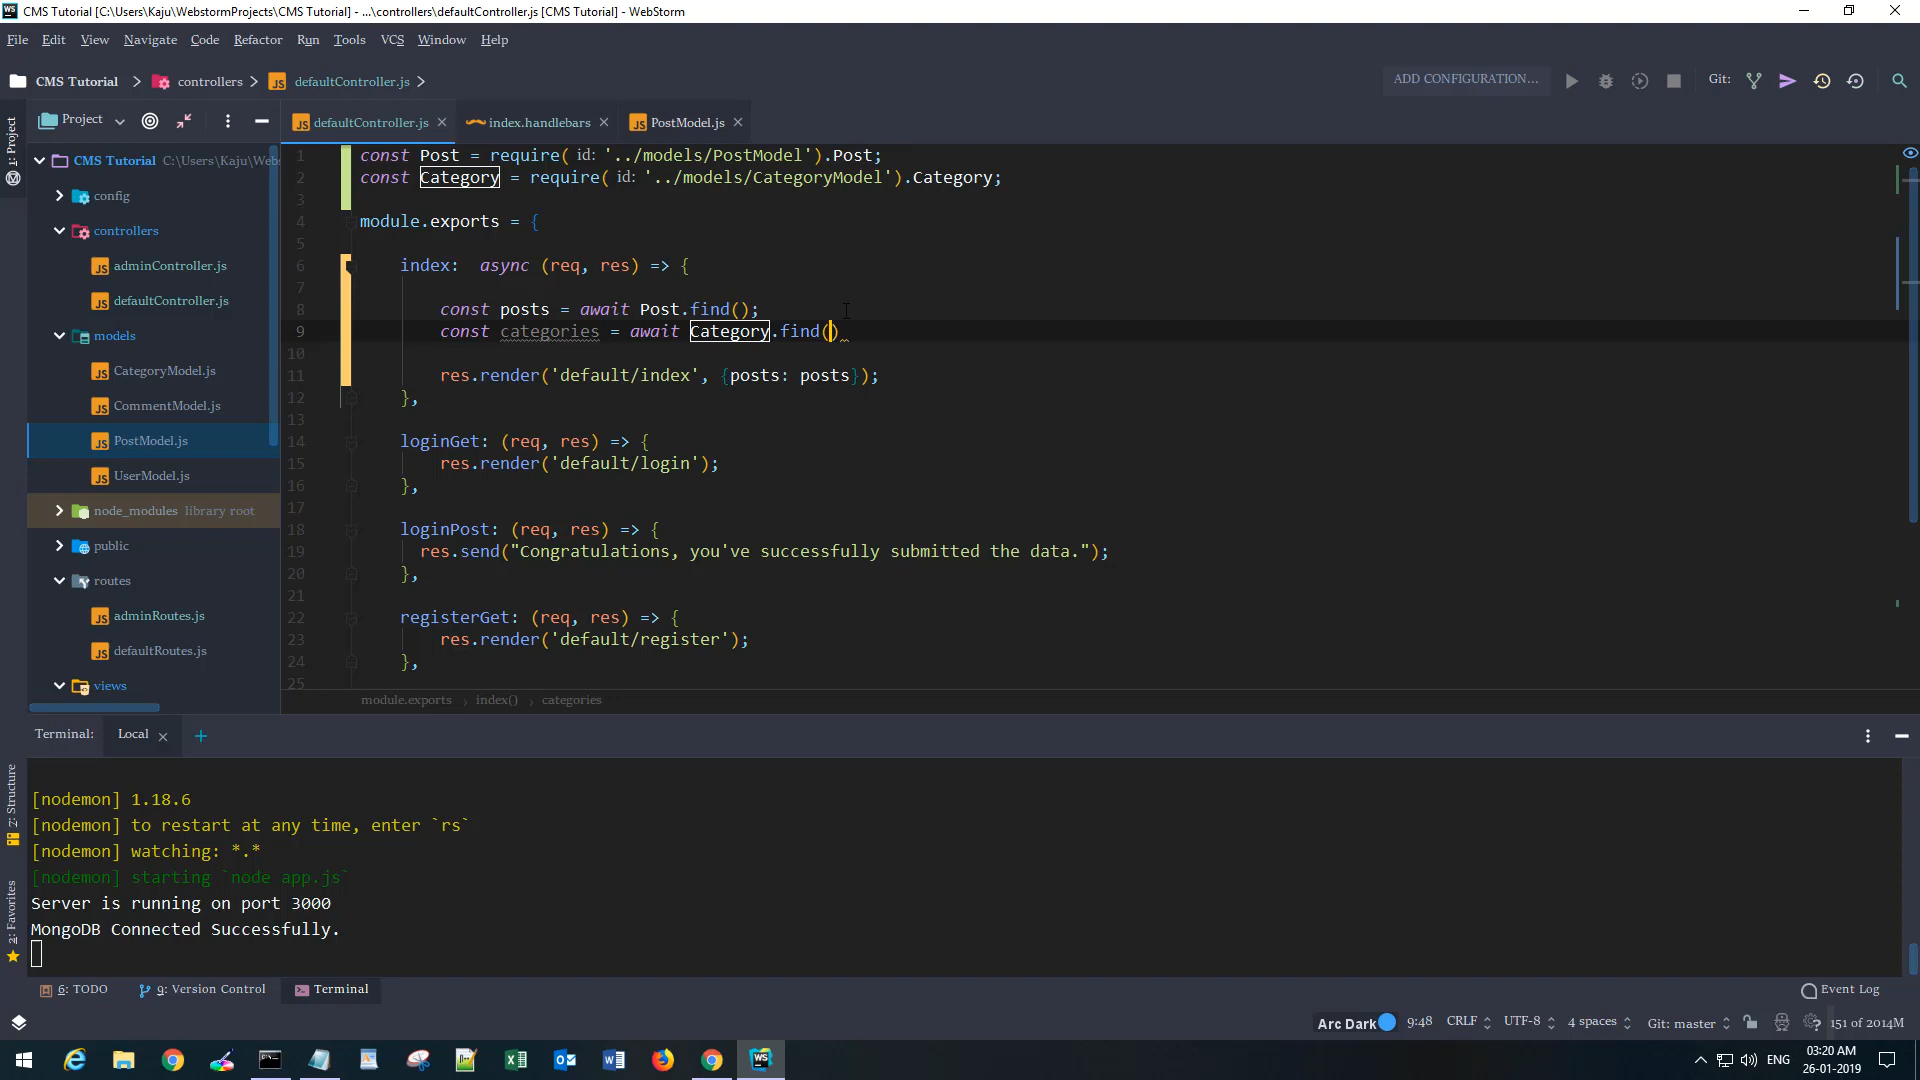 CMS Tutorial [C:\Users\Kaju\WebstormProjects\CMS Tutorial] - ...\controllers\defaultController.js [CMS Tutorial] - WebStorm
File Edit View Navigate Code Refactor Run Tools VCS Window Help
CMS Tutorial controllers defaultController.js ADD CONFIGURATION... Git:
Project
defaultController.js index.handlebars PostModel.js
1: Project
CMS Tutorial C:\Users\Kaju\Webs
config
controllers
adminController.js
defaultController.js
models
CategoryModel.js
CommentModel.js
PostModel.js
UserModel.js
node_modules library root
public
routes
adminRoutes.js
defaultRoutes.js
views
1 const Post = require( id: '../models/PostModel').Post;
2 const Category = require( id: '../models/CategoryModel').Category;
3
4 module.exports = {
5
6 index: async (req, res) => {
7
8 const posts = await Post.find();
9 const categories = await Category.find()
10
11 res.render('default/index', {posts: posts});
12 },
13
14 loginGet: (req, res) => {
15 res.render('default/login');
16 },
17
18 loginPost: (req, res) => {
19 res.send("Congratulations, you've successfully submitted the data.");
20 },
21
22 registerGet: (req, res) => {
23 res.render('default/register');
24 },
25
module.exports index() categories
Terminal: Local
7: Structure
2: Favorites
[nodemon] 1.18.6
[nodemon] to restart at any time, enter `rs`
[nodemon] watching: *.*
[nodemon] starting `node app.js`
Server is running on port 3000
MongoDB Connected Successfully.
6: TODO 9: Version Control Terminal Event Log
Arc Dark 9:48 CRLF UTF-8 4 spaces Git: master 151 of 2014M
ENG 03:20 AM
26-01-2019